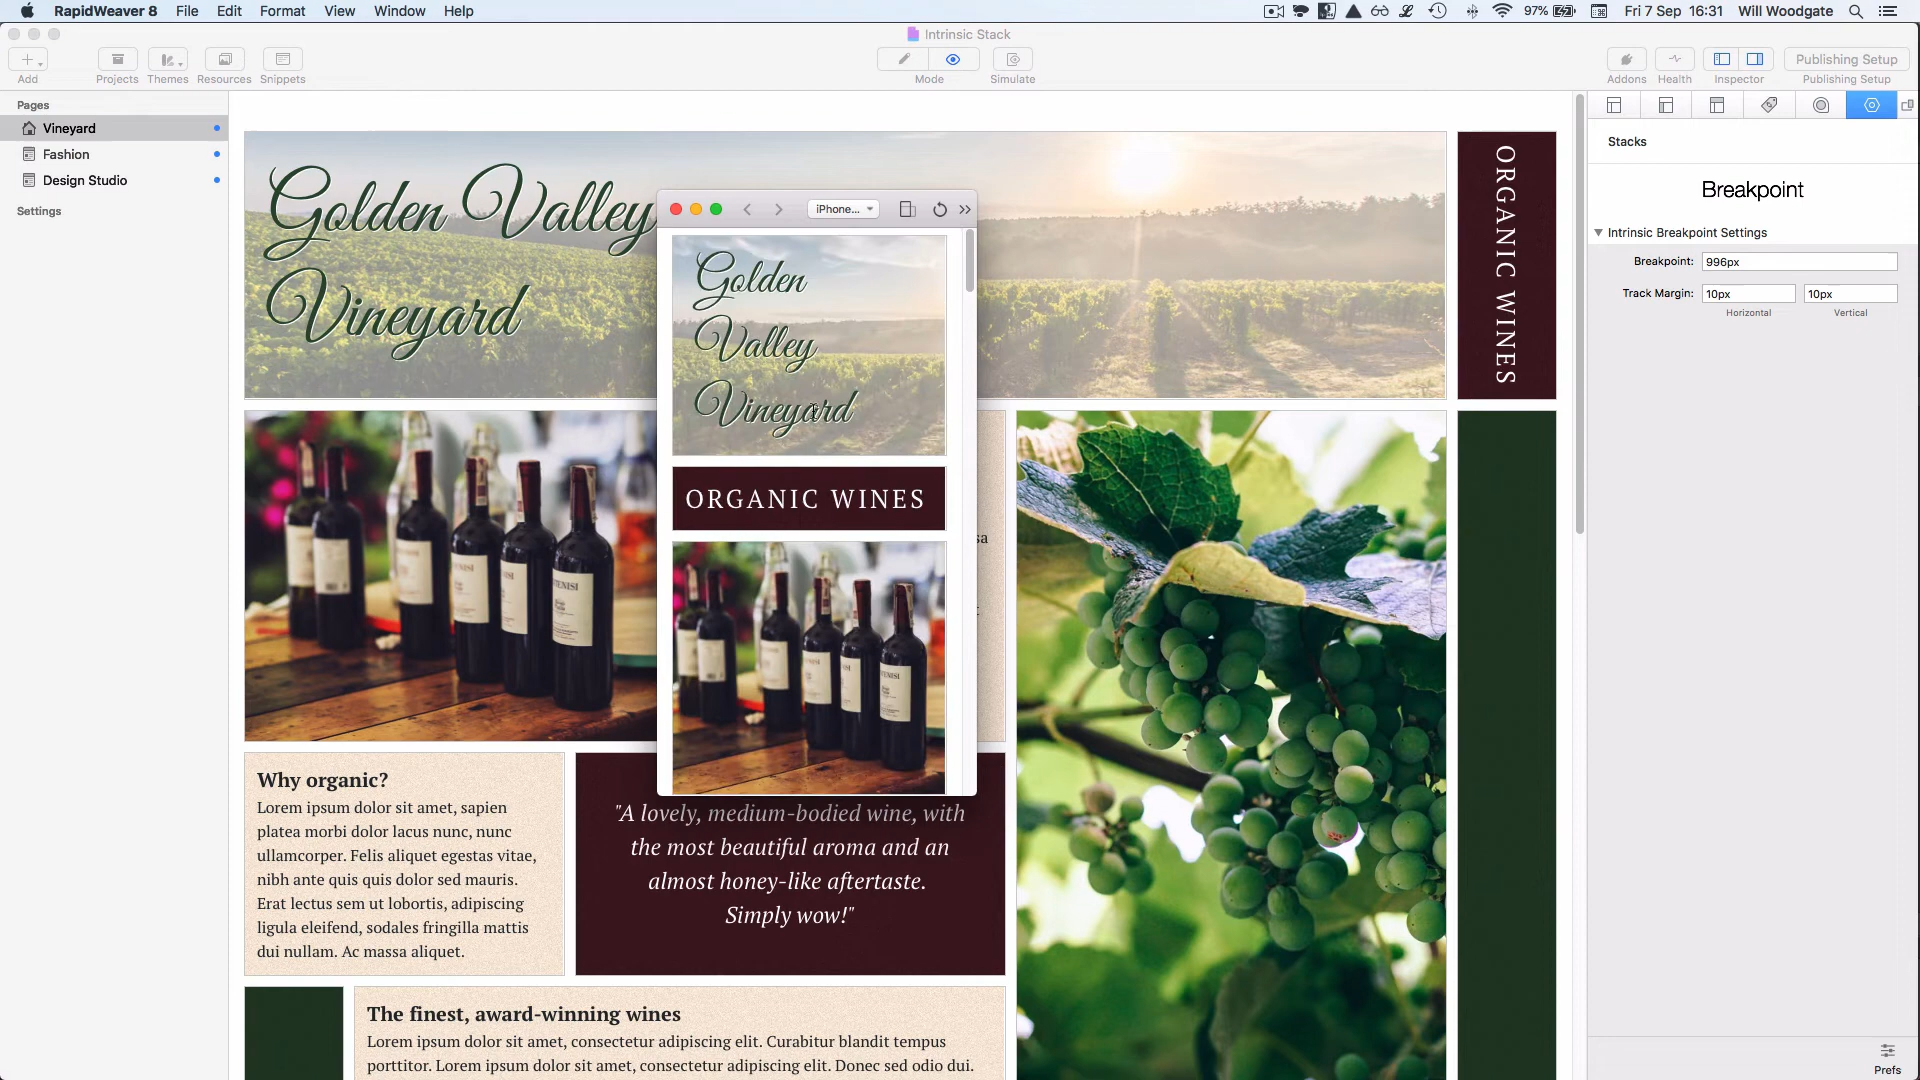 RapidWeaver 8 File Edit Format View Window Help
97% Fri 7 Sep 16:31 Will Woodgate
Intrinsic Stack
Add Projects Themes Resources Snippets
Mode Simulate
Addons Health Inspector
Publishing Setup
Publishing Setup
Pages
Vineyard
Fashion
Design Studio
Settings
Golden Valley
Vineyard
ORGANIC WINES
iPhone...
Golden
Valley
Vineyard
ORGANIC WINES
sa
Why organic?
Lorem ipsum dolor sit amet, sapien
platea morbi dolor lacus nunc, nunc
ullamcorper. Felis aliquet egestas vitae,
nibh ante quis quis dolor sed mauris.
Erat lectus sem ut lobortis, adipiscing
ligula eleifend, sodales fringilla mattis
dui nullam. Ac massa aliquet.
"A lovely, medium-bodied wine, with
the most beautiful aroma and an
almost honey-like aftertaste.
Simply wow!"
The finest, award-winning wines
Lorem ipsum dolor sit amet, consectetur adipiscing elit. Curabitur blandit tempus
porttitor. Lorem ipsum dolor sit amet, consectetur adipiscing elit. Donec sed odio dui.
Stacks
Breakpoint
Intrinsic Breakpoint Settings
Breakpoint: 996px
Track Margin: 10px 10px
Horizontal Vertical
Prefs